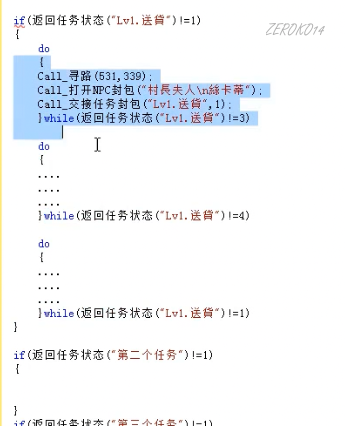 ZEROKO14
if(返回任务状态("Lv1.送貨")!=1)
{
do
{
Call_寻路(531,339);
Call_打开NPC封包("村長夫人\n絲卡蒂");
Call_交接任务封包("Lv1.送貨",1);
}while(返回任务状态("Lv1.送貨")!=3)
do
{
....
....
....
}while(返回任务状态("Lv1.送貨")!=4)
do
{
....
....
....
}while(返回任务状态("Lv1.送貨")!=1)
}
if(返回任务状态("第二个任务")!=1)
{
}
if(返回任务状态("第三个任务")!=1)